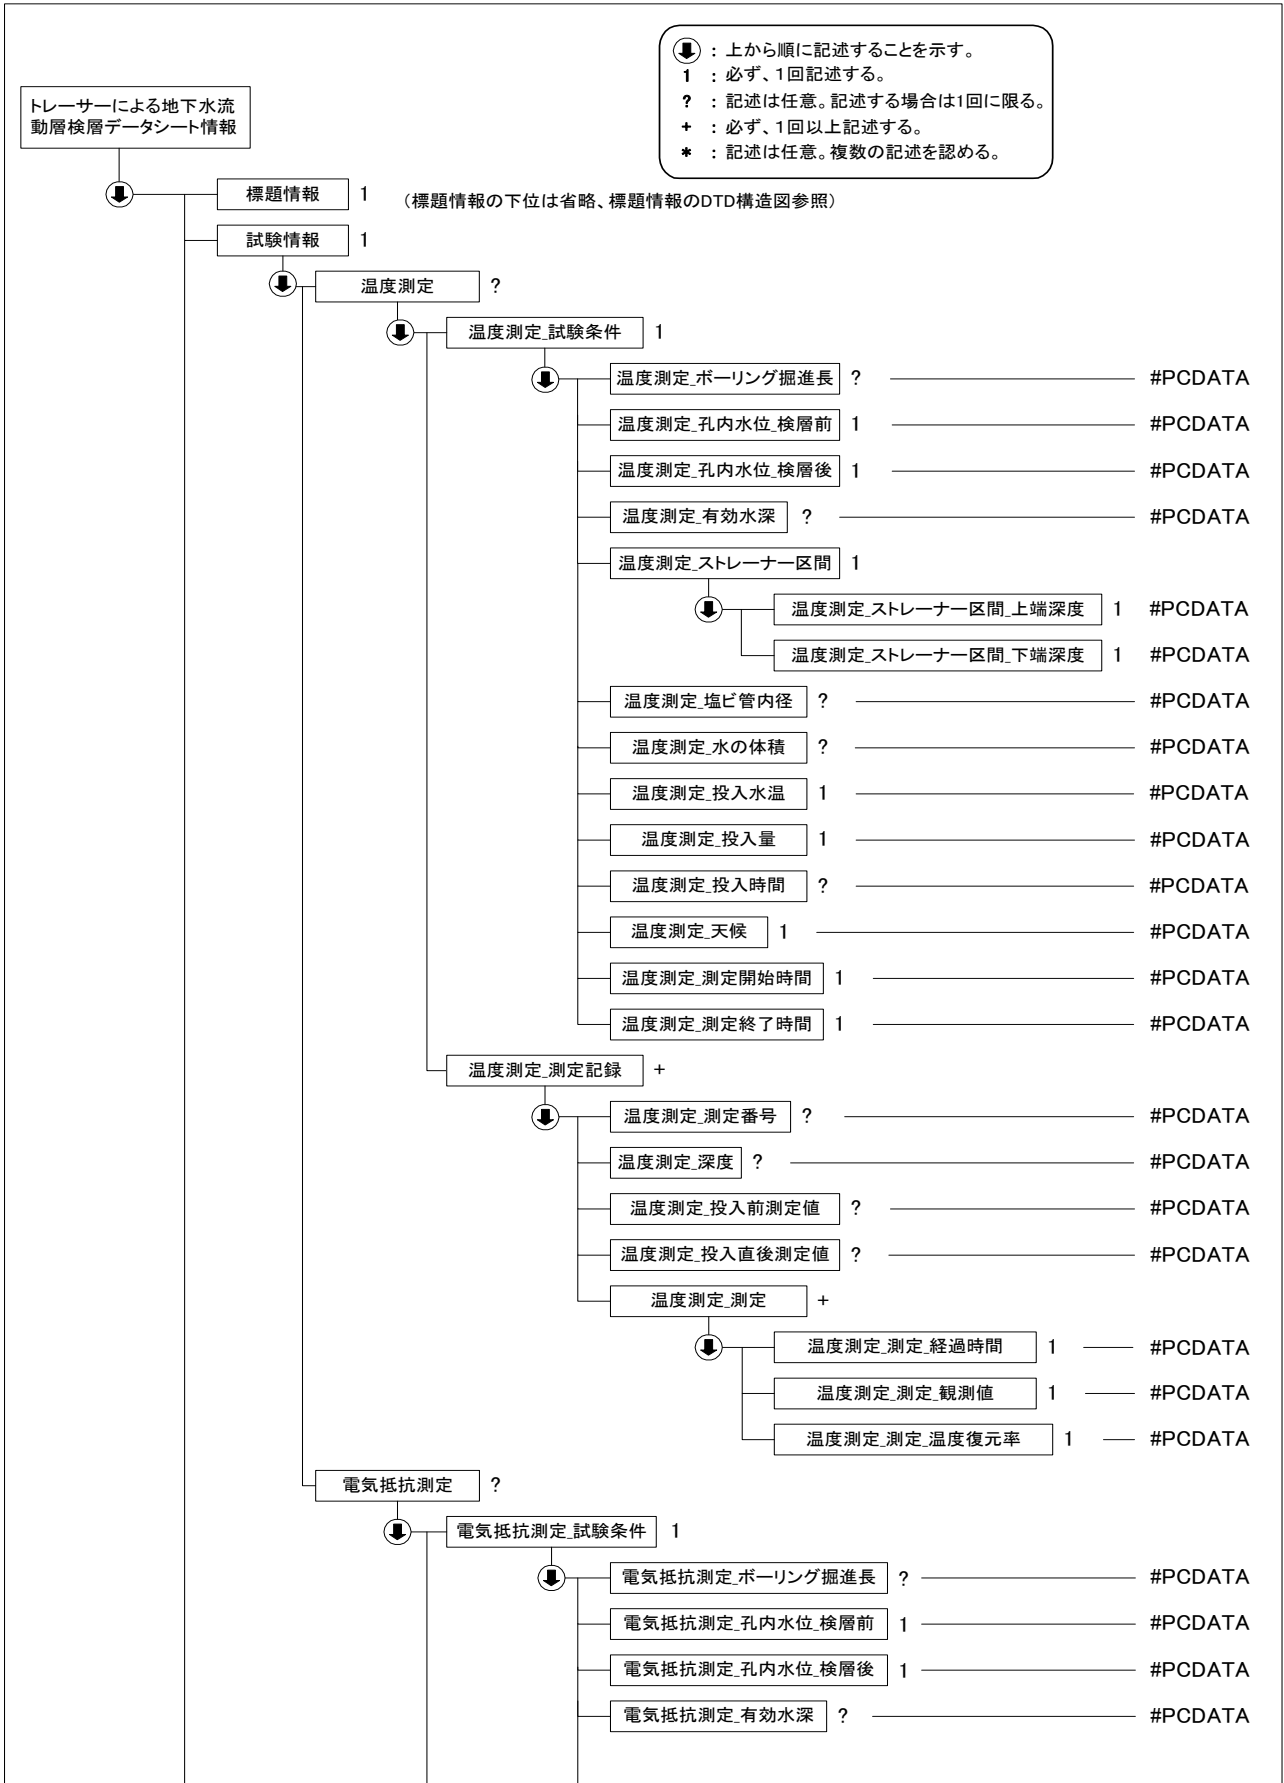 ：上から順に記述することを示す。
1 ：必ず、1回記述する。
? ：記述は任意。記述する場合は1回に限る。
+ ：必ず、1回以上記述する。
* ：記述は任意。複数の記述を認める。
トレーサーによる地下水流
動層検層データシート情報
標題情報 1 （標題情報の下位は省略、標題情報のDTD構造図参照）
試験情報 1
温度測定 ?
温度測定_試験条件 1
温度測定_ボーリング掘進長 ? #PCDATA
温度測定_孔内水位_検層前 1 #PCDATA
温度測定_孔内水位_検層後 1 #PCDATA
温度測定_有効水深 ? #PCDATA
温度測定_ストレーナー区間 1
温度測定_ストレーナー区間_上端深度 1 #PCDATA
温度測定_ストレーナー区間_下端深度 1 #PCDATA
温度測定_塩ビ管内径 ? #PCDATA
温度測定_水の体積 ? #PCDATA
温度測定_投入水温 1 #PCDATA
温度測定_投入量 1 #PCDATA
温度測定_投入時間 ? #PCDATA
温度測定_天候 1 #PCDATA
温度測定_測定開始時間 1 #PCDATA
温度測定_測定終了時間 1 #PCDATA
温度測定_測定記録 +
温度測定_測定番号 ? #PCDATA
温度測定_深度 ? #PCDATA
温度測定_投入前測定値 ? #PCDATA
温度測定_投入直後測定値 ? #PCDATA
温度測定_測定 +
温度測定_測定_経過時間 1 #PCDATA
温度測定_測定_観測値 1 #PCDATA
温度測定_測定_温度復元率 1 #PCDATA
電気抵抗測定 ?
電気抵抗測定_試験条件 1
電気抵抗測定_ボーリング掘進長 ? #PCDATA
電気抵抗測定_孔内水位_検層前 1 #PCDATA
電気抵抗測定_孔内水位_検層後 1 #PCDATA
電気抵抗測定_有効水深 ? #PCDATA